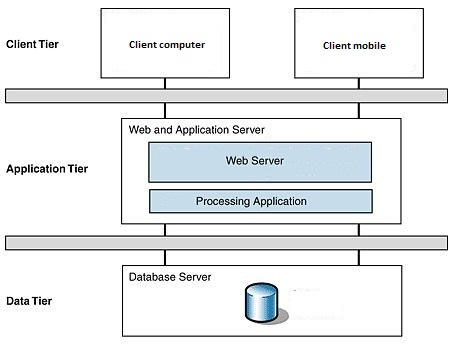 Client Tier
Client computer
Client mobile
Web and Application Server
Web Server
Application Tier
Processing Application
Database Server
Data Tier